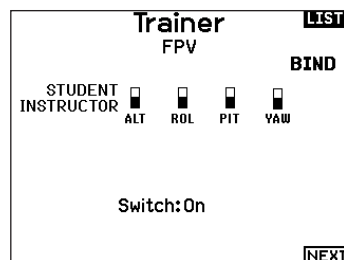 Trainer
LIST
FPV
BIND
STUDENT
INSTRUCTOR
ALT ROL PIT YAW
Switch:On
NEXT